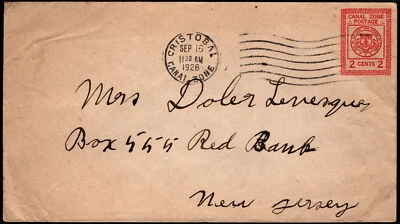 CRISTOBAL
SEP 15
11 30 AM
1926
CANAL ZONE
CANAL ZONE
POSTAGE
2 CENTS 2
Mrs Doler Levesque
Box 555 Red Bank
New Jersey